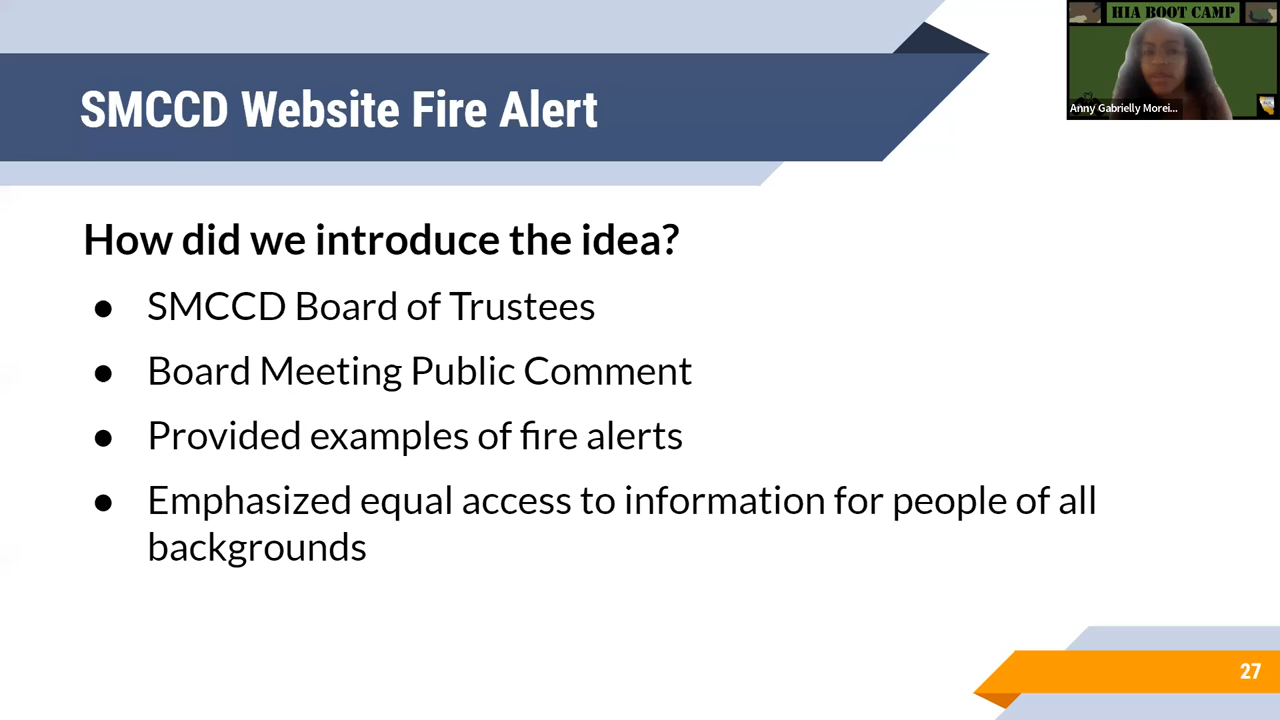 HIA BOOT CAMP
Anny Gabrielly Morei...
SMCCD Website Fire Alert
How did we introduce the idea?
● SMCCD Board of Trustees
● Board Meeting Public Comment
● Provided examples of fire alerts
● Emphasized equal access to information for people of all
backgrounds
27